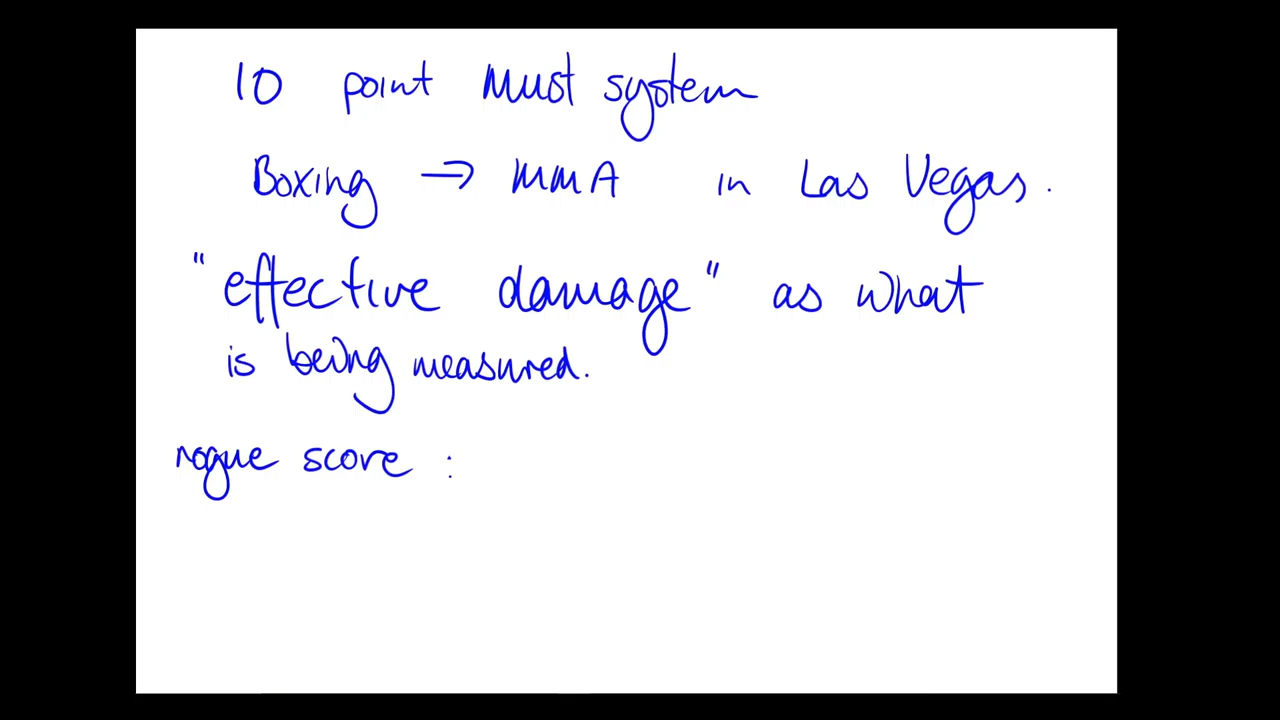 10 point must system
Boxing → MMA in Las Vegas.
"effective damage" as what
is being measured.
rogue score :